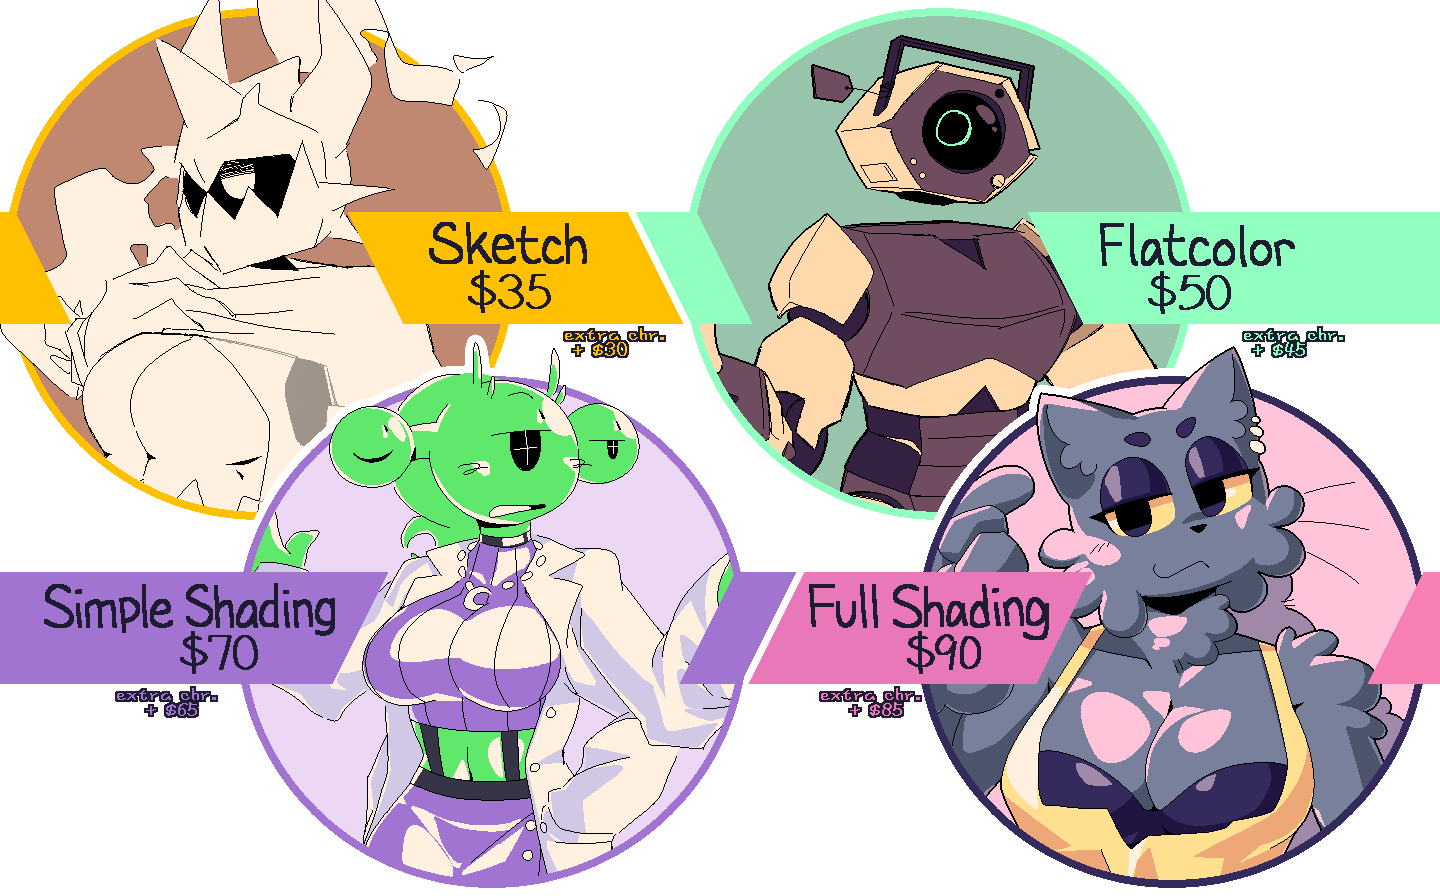 Sketch
$35
extra chr.
+ $30
Flatcolor
$50
extra chr.
+ $45
Simple Shading
$70
extra chr.
+ $65
Full Shading
$90
extra chr.
+ $85